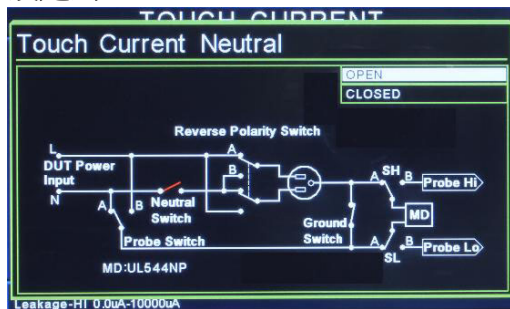 TOUCH CURRENT
Touch Current Neutral
OPEN
CLOSED
Reverse Polarity Switch
L
A
DUT Power
Input
B
A
SH
B
Probe Hi
N
A
B
Neutral
Switch
MD
Ground
Switch
Probe Switch
A
B
Probe Lo
SL
MD:UL544NP
Leakage-HI 0.0uA-10000uA